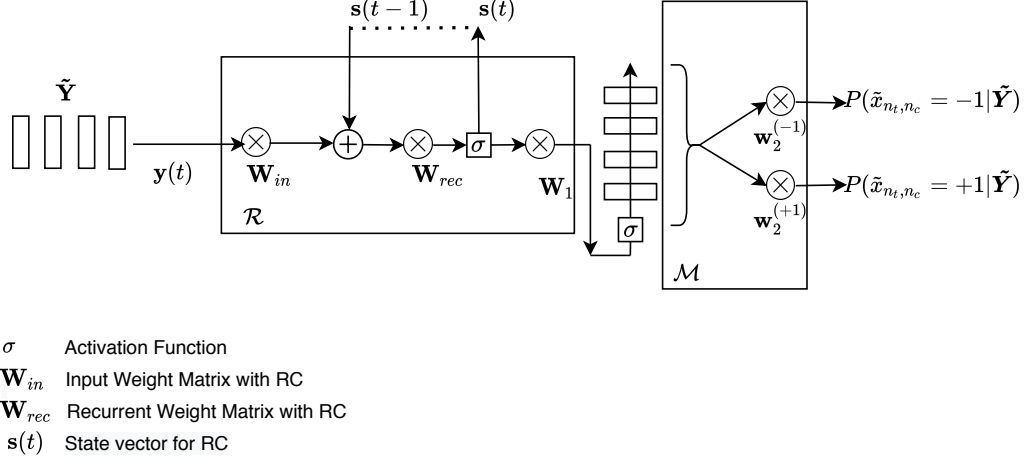 s(t − 1) s(t)
Ỹ
y(t)
W_in
W_rec
σ
W_1
R
σ
w_2^(−1)
P(x̃_{n_t,n_c} = −1|Ỹ)
w_2^(+1)
P(x̃_{n_t,n_c} = +1|Ỹ)
M
σ Activation Function
W_in Input Weight Matrix with RC
W_rec Recurrent Weight Matrix with RC
s(t) State vector for RC